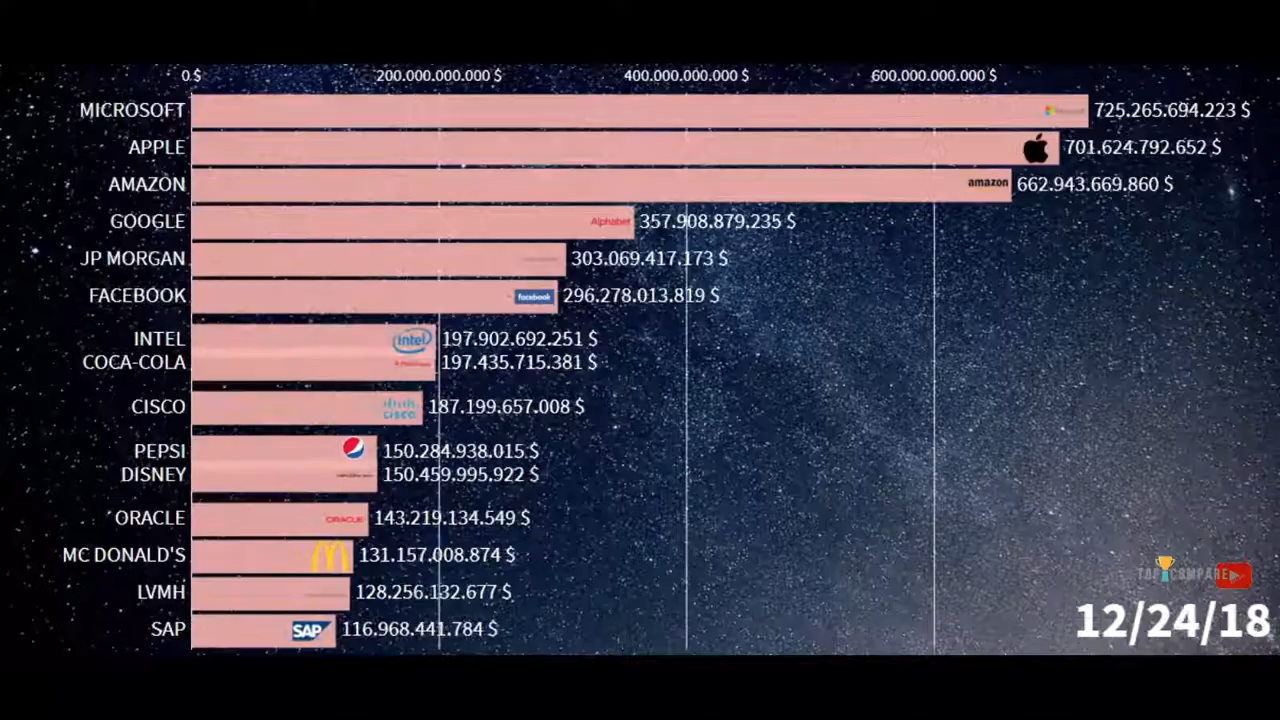 0 $ 200.000.000.000 $ 400.000.000.000 $ 600.000.000.000 $
MICROSOFT Microsoft 725.265.694.223 $
APPLE 701.624.792.652 $
AMAZON amazon 662.943.669.860 $
GOOGLE Alphabet 357.908.879.235 $
JP MORGAN 303.069.417.173 $
FACEBOOK facebook 296.278.013.819 $
INTEL intel 197.902.692.251 $
COCA-COLA 197.435.715.381 $
CISCO cisco 187.199.657.008 $
PEPSI 150.284.938.015 $
DISNEY 150.459.995.922 $
ORACLE ORACLE 143.219.134.549 $
MC DONALD'S 131.157.008.874 $
LVMH 128.256.132.677 $
SAP SAP 116.968.441.784 $
TOP COMPARE
12/24/18